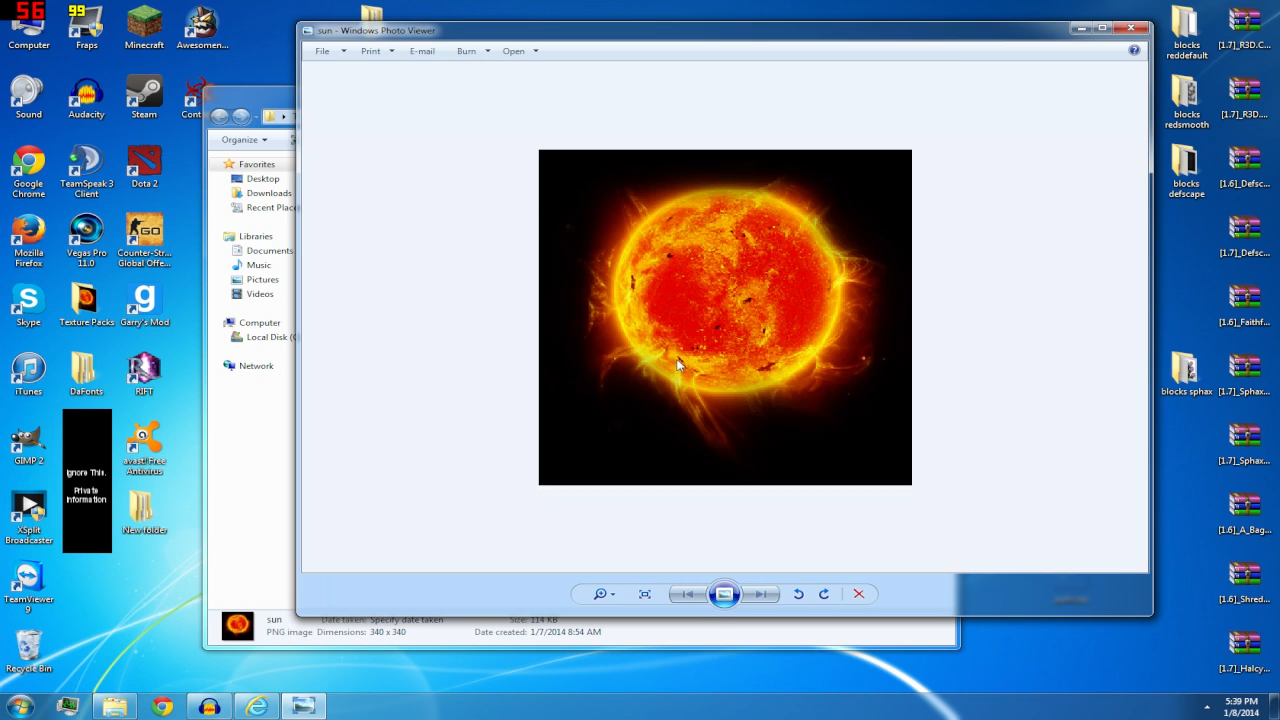 56
99
Computer
Fraps
Minecraft
Awesomen...
Sound
Audacity
Steam
Cont
Google
Chrome
TeamSpeak 3
Client
Dota 2
Mozilla
Firefox
Vegas Pro
11.0
Counter-Str...
Global Offe...
GO
Skype
Texture Packs
Garry's Mod
iTunes
DaFonts
RIFT
GIMP 2
Ignore This.
Private
Information
avast! Free
Antivirus
XSplit
Broadcaster
New folder
TeamViewer
9
Recycle Bin
sun - Windows Photo Viewer
File
Print
E-mail
Burn
Open
Organize
Favorites
Desktop
Downloads
Recent Plac
Libraries
Documents
Music
Pictures
Videos
Computer
Local Disk (
Network
sun
Date taken: Specify date taken
Size: 114 KB
PNG image
Dimensions: 340 x 340
Date created: 1/7/2014 8:54 AM
blocks
reddefault
blocks
redsmooth
blocks
defscape
blocks sphax
[1.7]_R3D.C...
[1.7]_R3D....
[1.6]_Defsc...
[1.7]_Defsc...
[1.6]_Faithf...
[1.7]_Sphax...
[1.7]_Sphax...
[1.6]_A_Bag...
[1.6]_Shred...
[1.7]_Halcy...
5:39 PM
1/8/2014